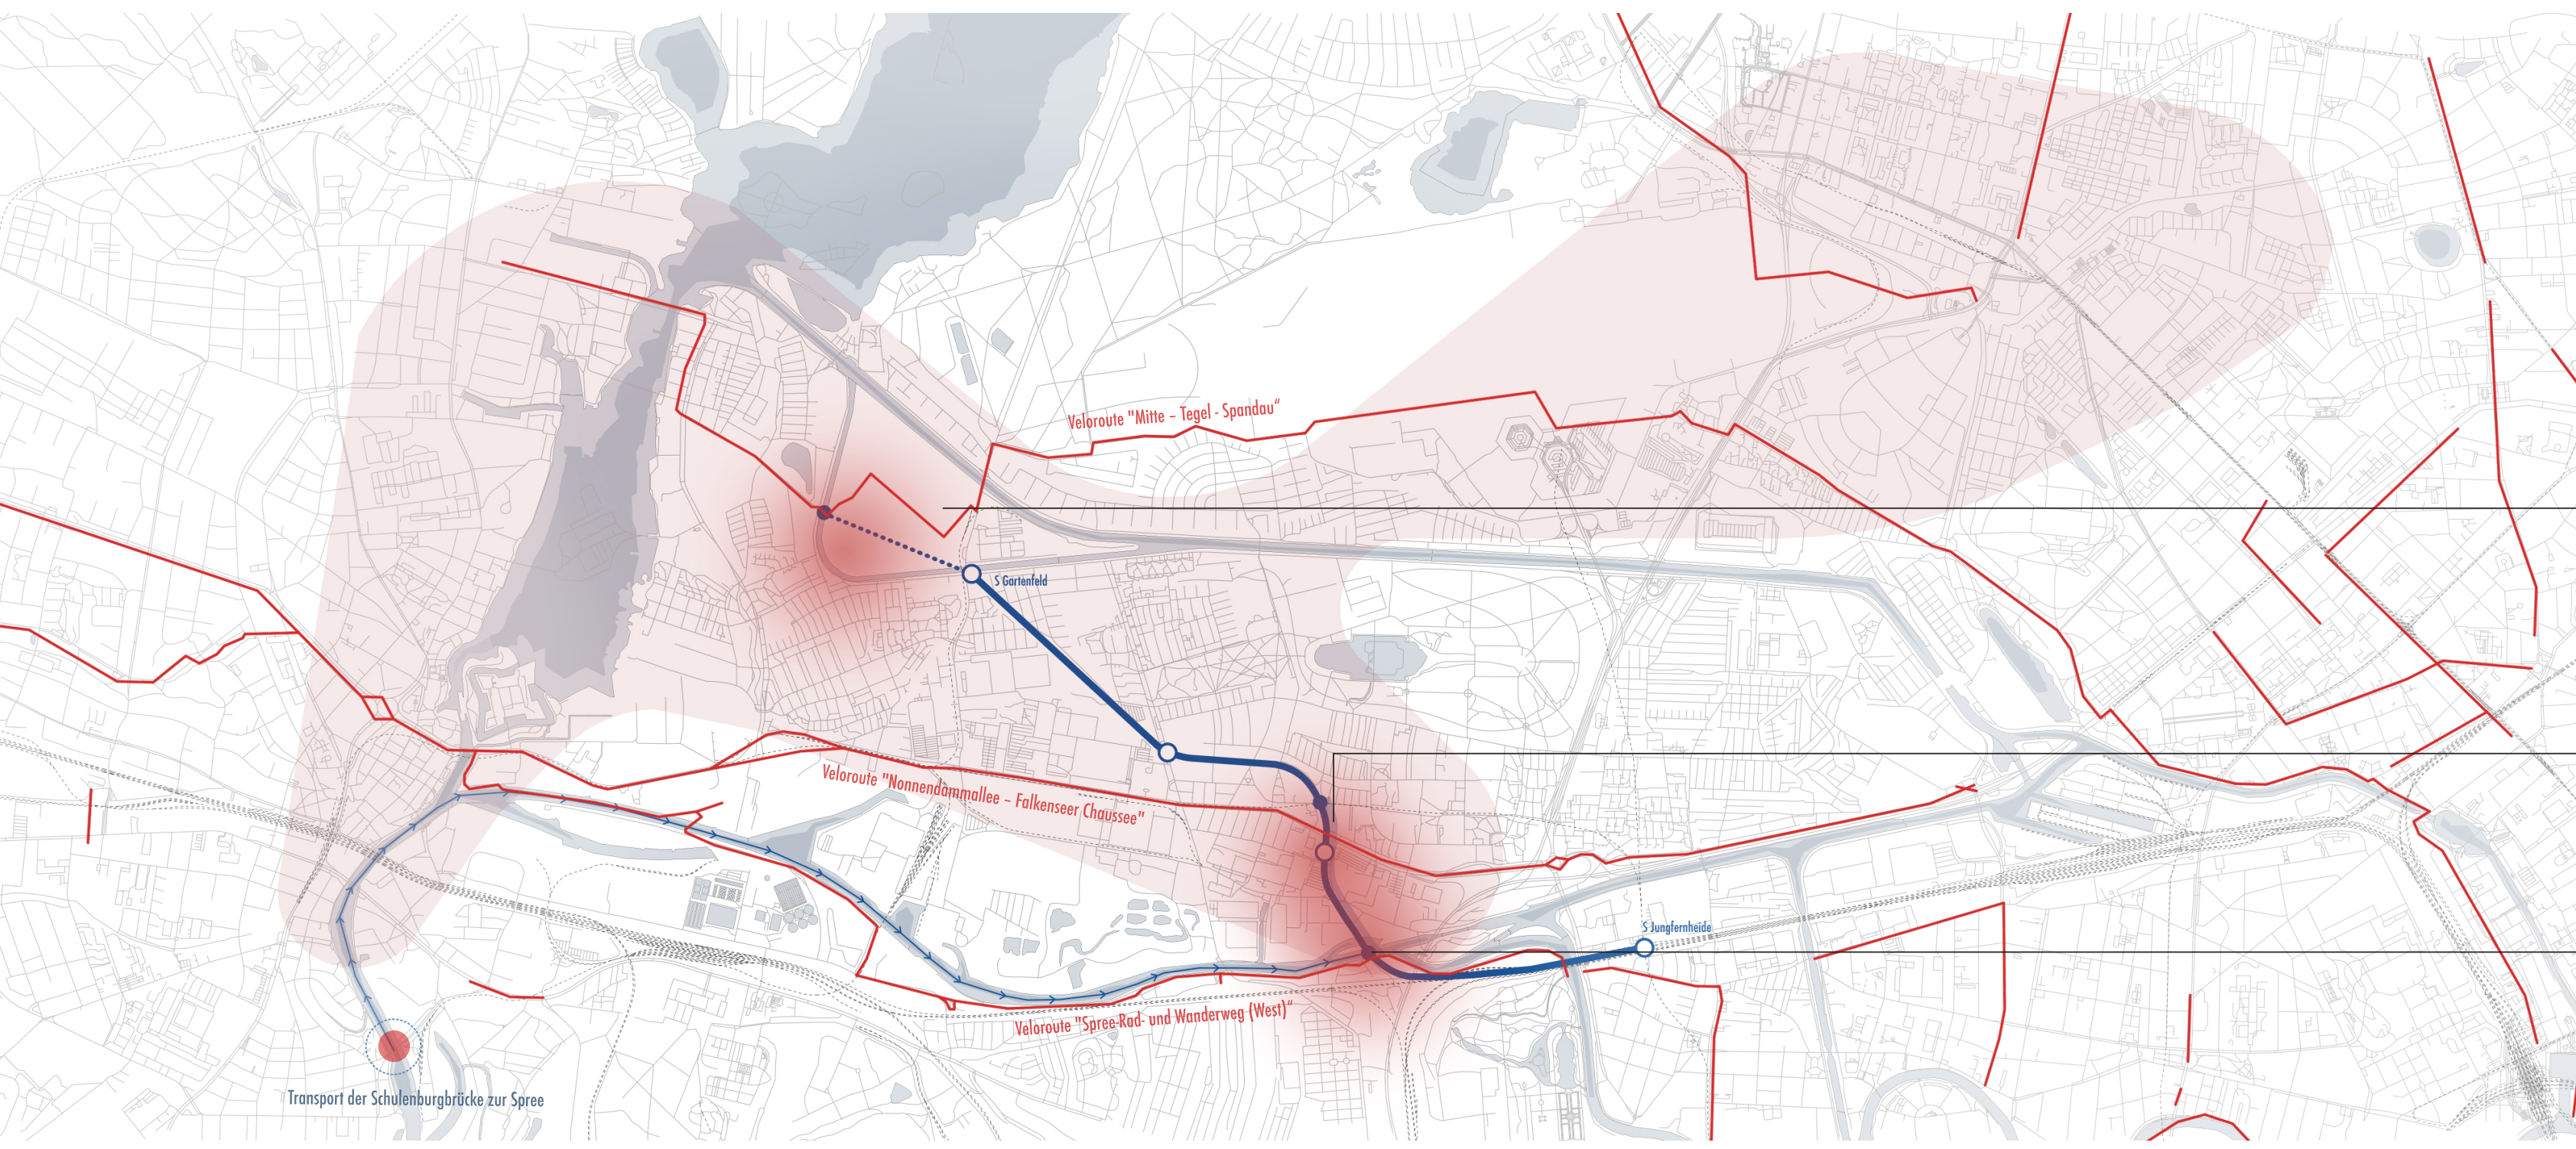 Veloroute "Mitte – Tegel - Spandau“
S Gartenfeld
Veloroute "Nonnendammallee – Falkenseer Chaussee"
S Jungfernheide
Veloroute "Spree-Rad- und Wanderweg (West)“
Transport der Schulenburgbrücke zur Spree